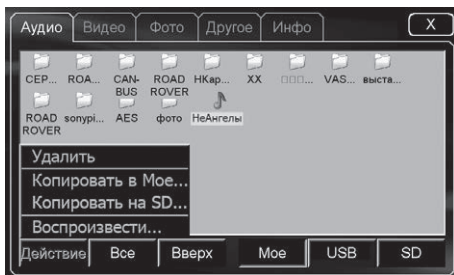 Аудио Видео Фото Другое Инфо X
CEP... ROA... CAN-BUS ROAD ROVER НКар... XX □□□... VAS... выста...
ROAD ROVER sonypi... AES фото НеАнгелы
Удалить
Копировать в Мое...
Копировать на SD...
Воспроизвести...
Действие Все Вверх Мое USB SD